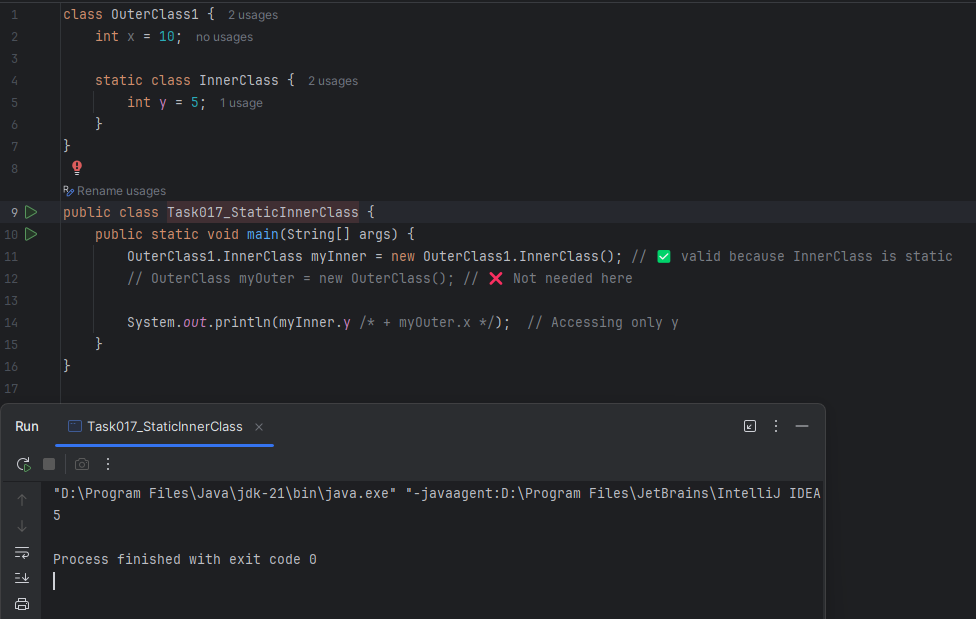 1 class OuterClass1 { 2 usages
2 int x = 10; no usages
3
4 static class InnerClass { 2 usages
5 int y = 5; 1 usage
6 }
7 }
8
Rename usages
9 public class Task017_StaticInnerClass {
10 public static void main(String[] args) {
11 OuterClass1.InnerClass myInner = new OuterClass1.InnerClass(); // ✅ valid because InnerClass is static
12 // OuterClass myOuter = new OuterClass(); // ❌ Not needed here
13
14 System.out.println(myInner.y /* + myOuter.x */); // Accessing only y
15 }
16 }
17
Run Task017_StaticInnerClass
"D:\Program Files\Java\jdk-21\bin\java.exe" "-javaagent:D:\Program Files\JetBrains\IntelliJ IDEA
5
Process finished with exit code 0